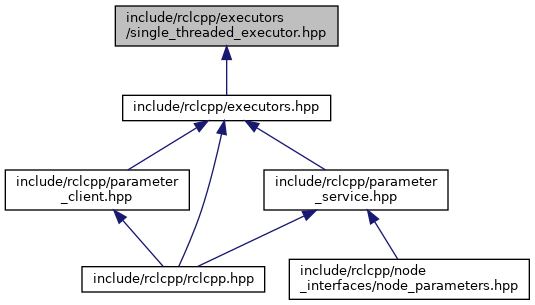 include/rclcpp/executors
/single_threaded_executor.hpp
include/rclcpp/executors.hpp
include/rclcpp/parameter
_client.hpp
include/rclcpp/parameter
_service.hpp
include/rclcpp/rclcpp.hpp
include/rclcpp/node
_interfaces/node_parameters.hpp